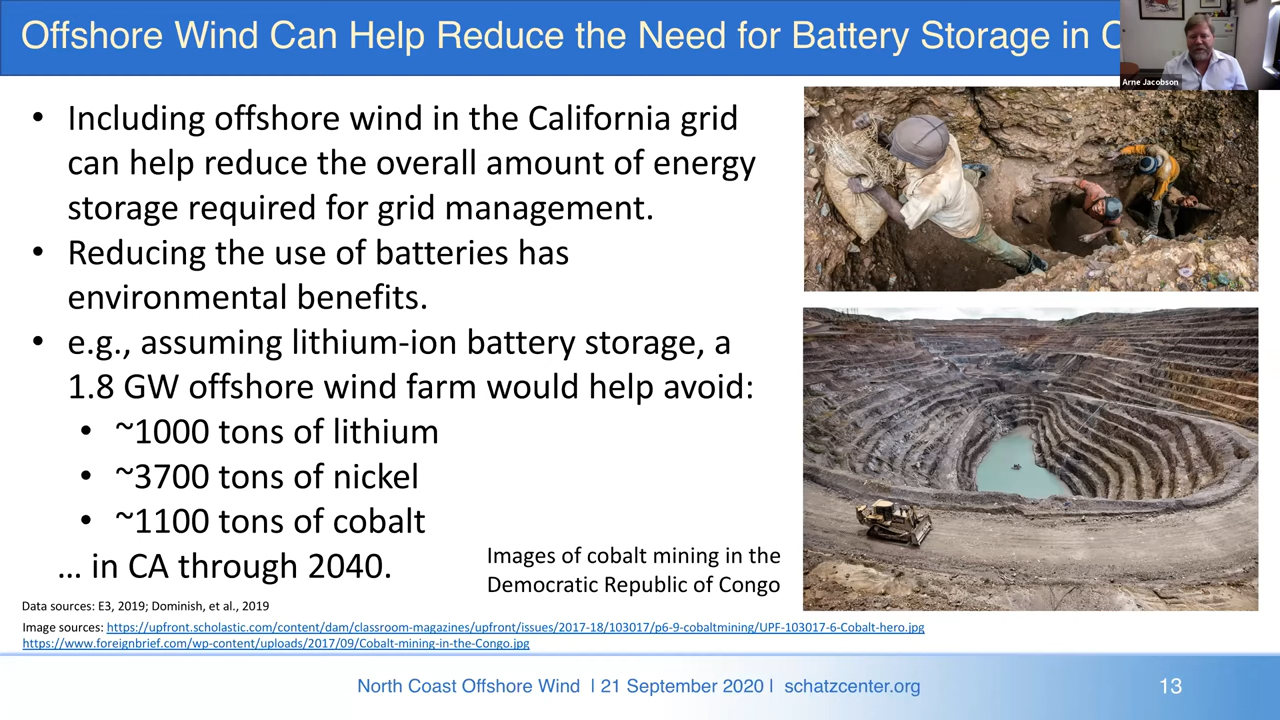 Offshore Wind Can Help Reduce the Need for Battery Storage in C
Arne Jacobson
• Including offshore wind in the California grid
can help reduce the overall amount of energy
storage required for grid management.
• Reducing the use of batteries has
environmental benefits.
• e.g., assuming lithium-ion battery storage, a
1.8 GW offshore wind farm would help avoid:
• ~1000 tons of lithium
• ~3700 tons of nickel
• ~1100 tons of cobalt
... in CA through 2040.
Images of cobalt mining in the
Democratic Republic of Congo
Data sources: E3, 2019; Dominish, et al., 2019
Image sources: https://upfront.scholastic.com/content/dam/classroom-magazines/upfront/issues/2017-18/103017/p6-9-cobaltmining/UPF-103017-6-Cobalt-hero.jpg
https://www.foreignbrief.com/wp-content/uploads/2017/09/Cobalt-mining-in-the-Congo.jpg
North Coast Offshore Wind | 21 September 2020 | schatzcenter.org
13